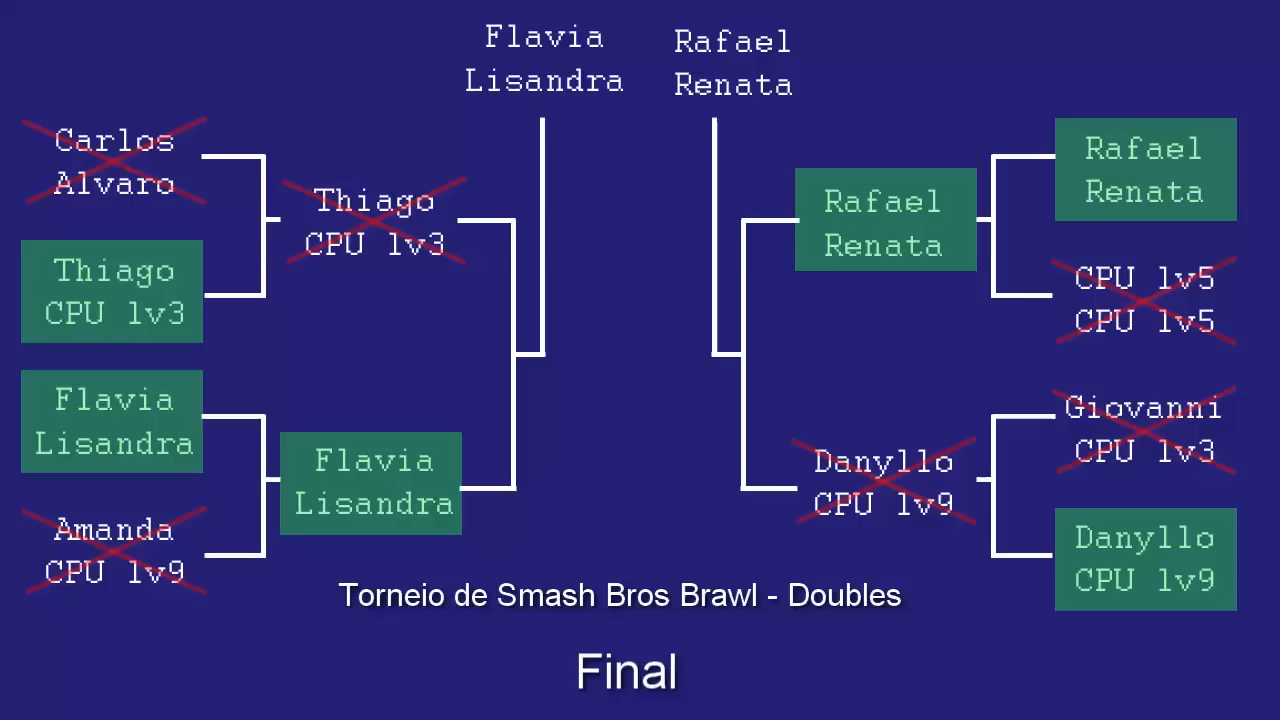 Flavia
Lisandra
Rafael
Renata
Carlos
Alvaro
Thiago
CPU lv3
Flavia
Lisandra
Amanda
CPU lv9
Thiago
CPU lv3
Flavia
Lisandra
Rafael
Renata
Danyllo
CPU lv9
Rafael
Renata
CPU lv5
CPU lv5
Giovanni
CPU lv3
Danyllo
CPU lv9
Torneio de Smash Bros Brawl - Doubles
Final